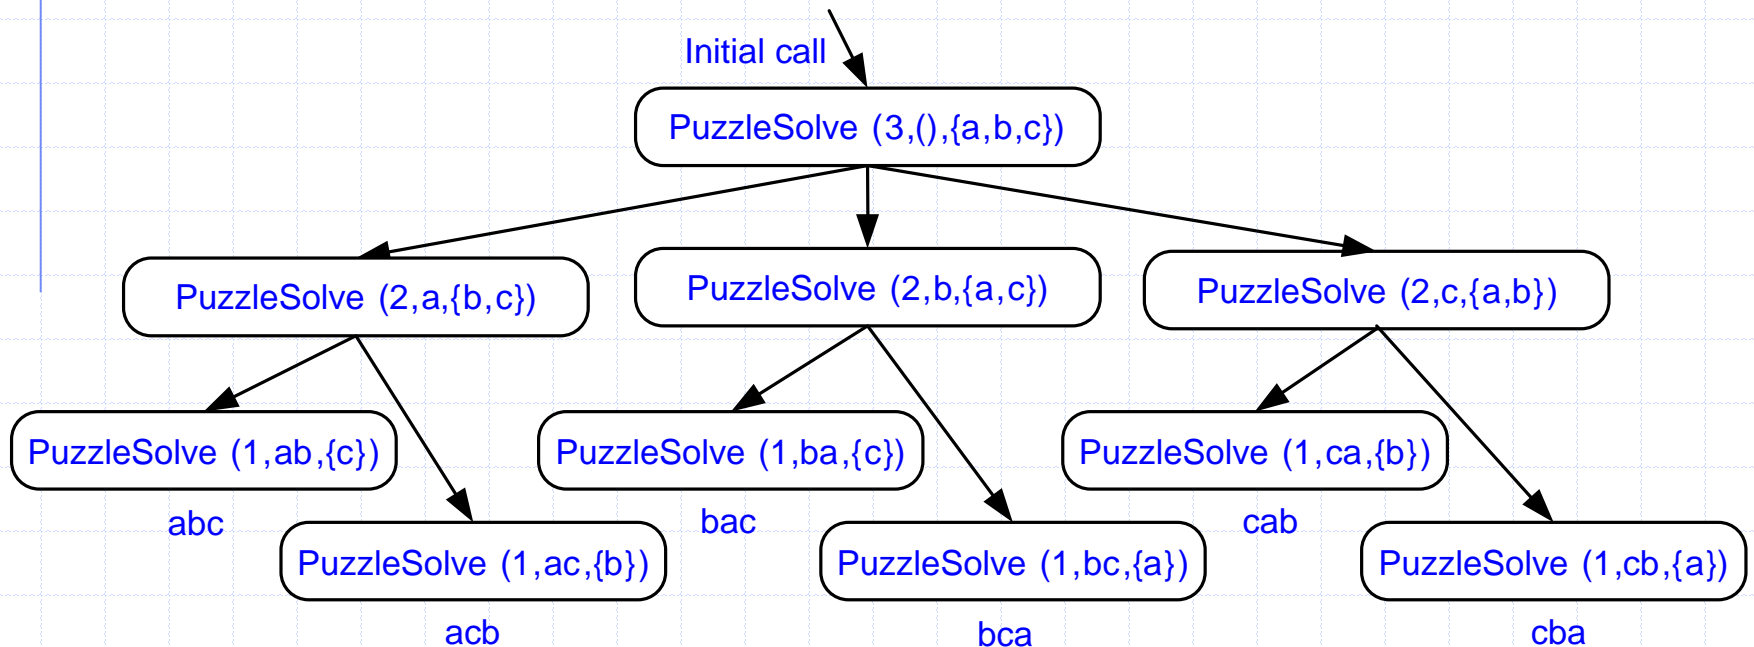 Initial call
PuzzleSolve (3,(),{a,b,c})
PuzzleSolve (2,a,{b,c})
PuzzleSolve (2,b,{a,c})
PuzzleSolve (2,c,{a,b})
PuzzleSolve (1,ab,{c})
PuzzleSolve (1,ba,{c})
PuzzleSolve (1,ca,{b})
abc
bac
cab
PuzzleSolve (1,ac,{b})
PuzzleSolve (1,bc,{a})
PuzzleSolve (1,cb,{a})
acb
bca
cba